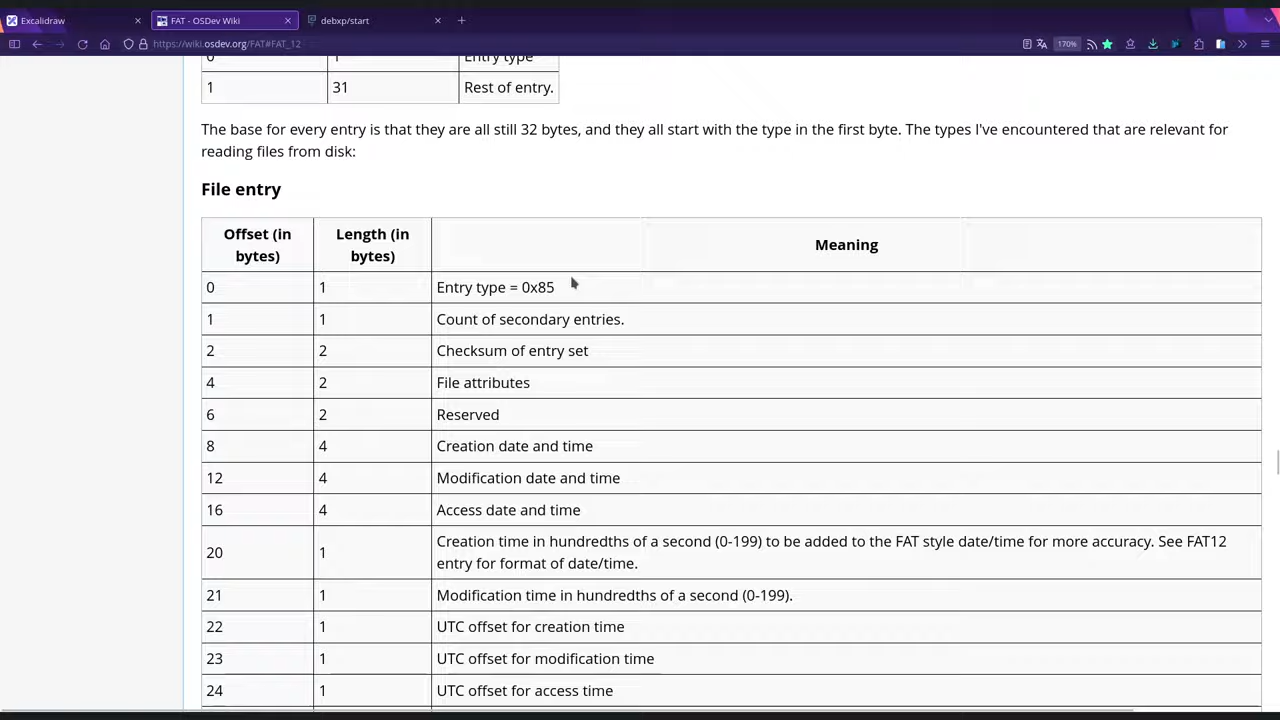 Excalidraw
FAT - OSDev Wiki
debxp/start
https://wiki.osdev.org/FAT#FAT_12
170%
0 1 Entry type
1 31 Rest of entry.
The base for every entry is that they are all still 32 bytes, and they all start with the type in the first byte. The types I've encountered that are relevant for
reading files from disk:
File entry
Offset (in bytes) Length (in bytes) Meaning
0 1 Entry type = 0x85
1 1 Count of secondary entries.
2 2 Checksum of entry set
4 2 File attributes
6 2 Reserved
8 4 Creation date and time
12 4 Modification date and time
16 4 Access date and time
20 1 Creation time in hundredths of a second (0-199) to be added to the FAT style date/time for more accuracy. See FAT12
entry for format of date/time.
21 1 Modification time in hundredths of a second (0-199).
22 1 UTC offset for creation time
23 1 UTC offset for modification time
24 1 UTC offset for access time